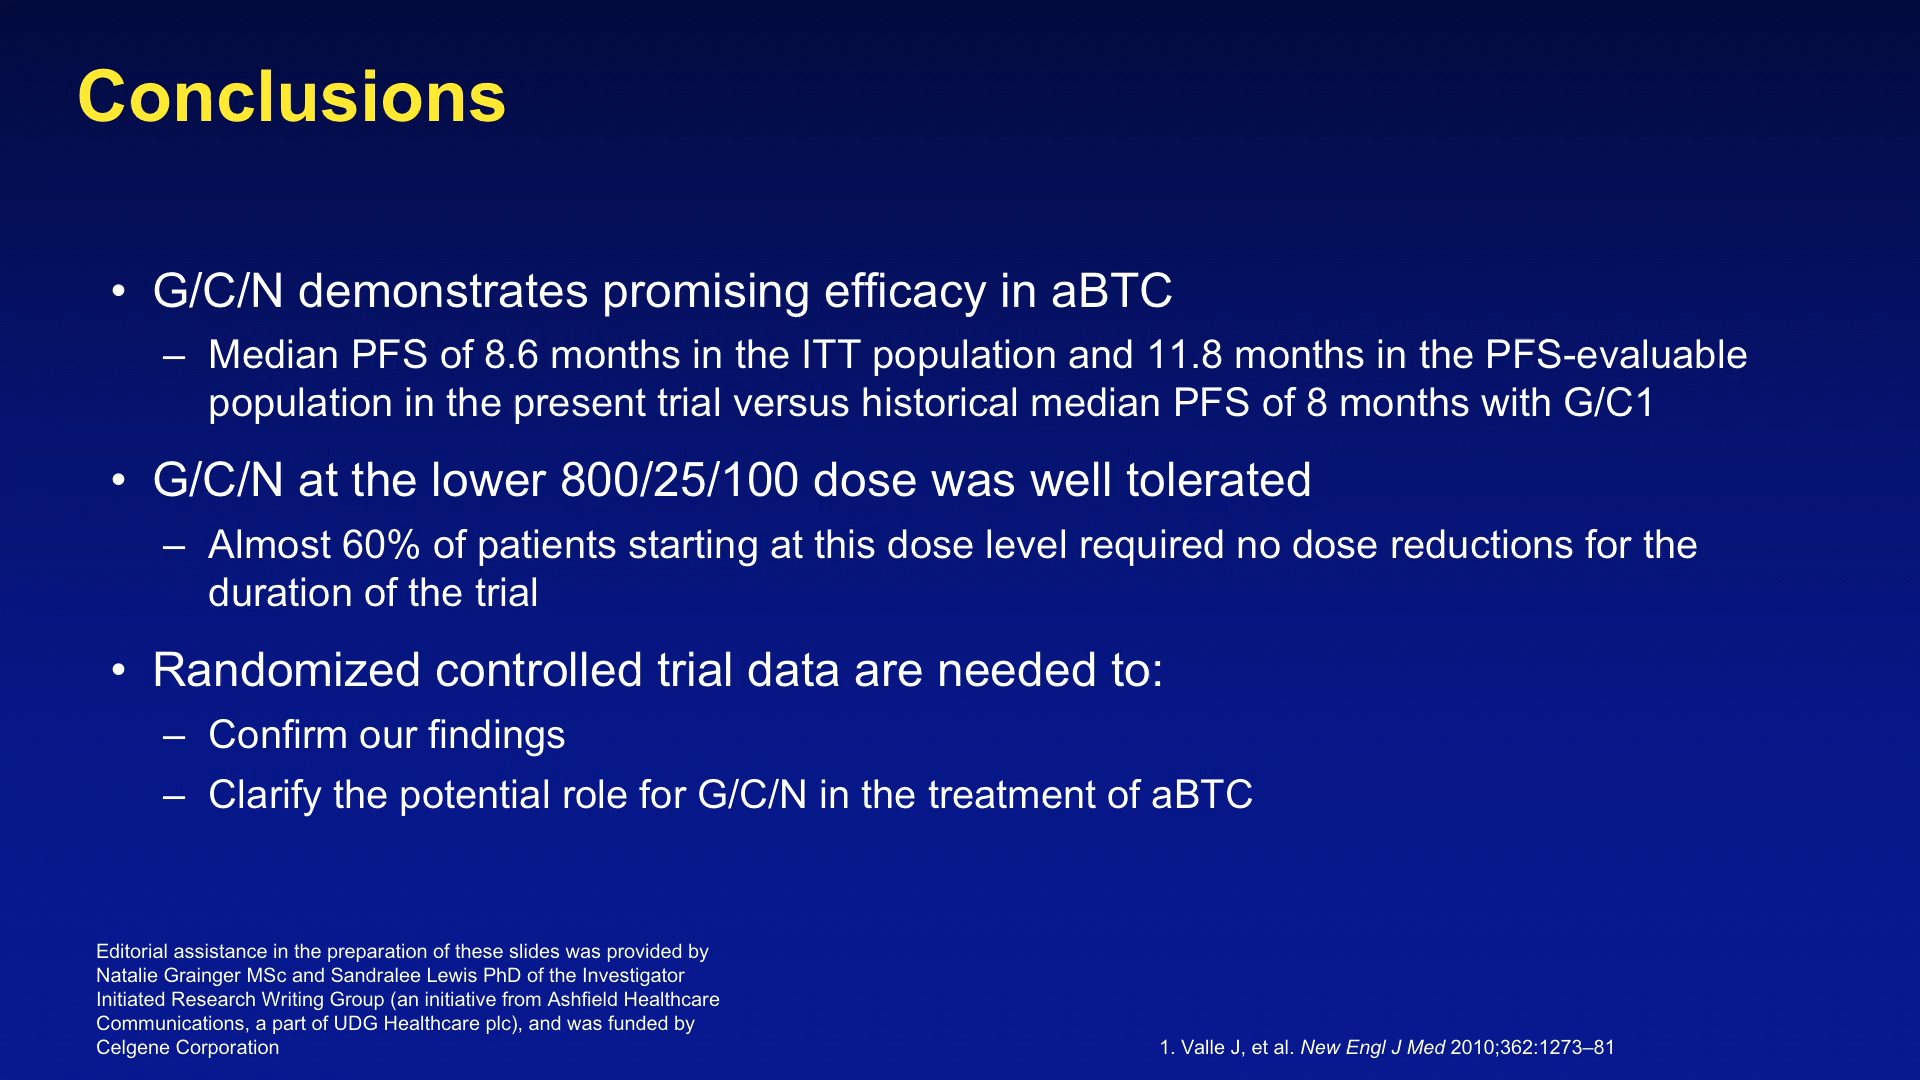 Conclusions
• G/C/N demonstrates promising efficacy in aBTC
– Median PFS of 8.6 months in the ITT population and 11.8 months in the PFS-evaluable
population in the present trial versus historical median PFS of 8 months with G/C1
• G/C/N at the lower 800/25/100 dose was well tolerated
– Almost 60% of patients starting at this dose level required no dose reductions for the
duration of the trial
• Randomized controlled trial data are needed to:
– Confirm our findings
– Clarify the potential role for G/C/N in the treatment of aBTC
Editorial assistance in the preparation of these slides was provided by
Natalie Grainger MSc and Sandralee Lewis PhD of the Investigator
Initiated Research Writing Group (an initiative from Ashfield Healthcare
Communications, a part of UDG Healthcare plc), and was funded by
Celgene Corporation
1. Valle J, et al. New Engl J Med 2010;362:1273–81